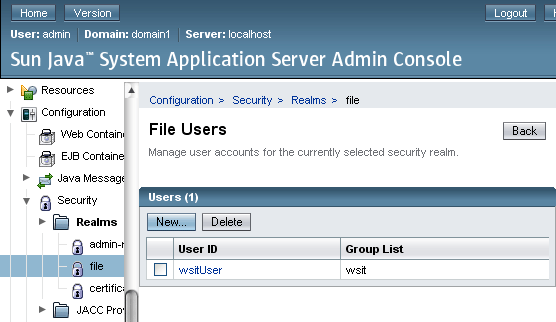 Home Version Logout
User: admin Domain: domain1 Server: localhost
Sun Java™ System Application Server Admin Console
Resources
Configuration
Web Containe
EJB Containe
Java Message
Security
Realms
admin-r
file
certifica
JACC Pro
Configuration > Security > Realms > file
File Users
Back
Manage user accounts for the currently selected security realm.
Users (1)
New... Delete
User ID Group List
wsitUser wsit